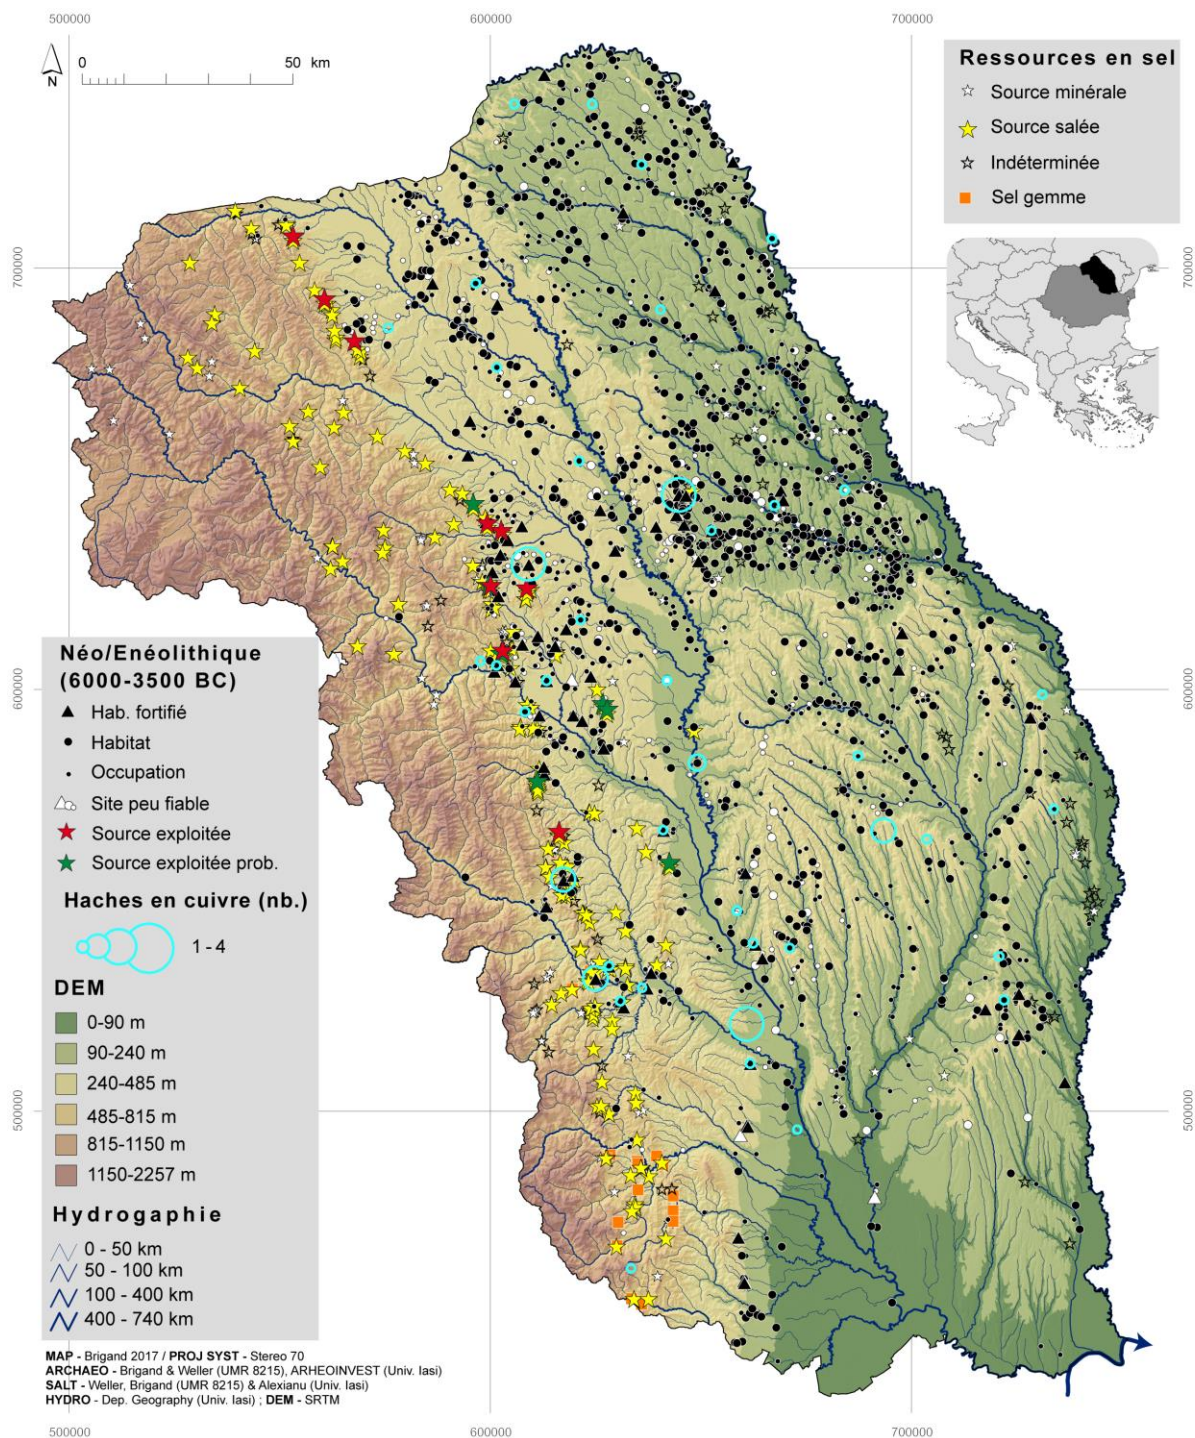 500000
600000
700000
0
50 km
N
Ressources en sel
Source minérale
Source salée
Indéterminée
Sel gemme
700000
700000
Néo/Enéolithique
(6000-3500 BC)
Hab. fortifié
Habitat
Occupation
Site peu fiable
Source exploitée
Source exploitée prob.
Haches en cuivre (nb.)
1 - 4
DEM
0-90 m
90-240 m
240-485 m
485-815 m
815-1150 m
1150-2257 m
Hydrogaphie
0 - 50 km
50 - 100 km
100 - 400 km
400 - 740 km
600000
600000
500000
500000
MAP - Brigand 2017 / PROJ SYST - Stereo 70
ARCHAEO - Brigand & Weller (UMR 8215), ARHEOINVEST (Univ. Iasi)
SALT - Weller, Brigand (UMR 8215) & Alexianu (Univ. Iasi)
HYDRO - Dep. Geography (Univ. Iasi) ; DEM - SRTM
500000
600000
700000